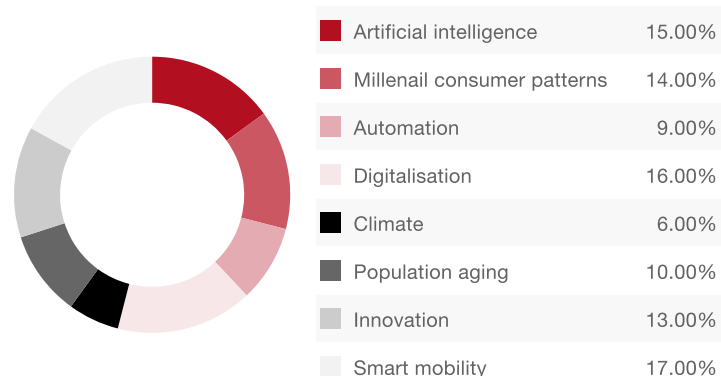 Artificial intelligence 15.00%
Millenail consumer patterns 14.00%
Automation 9.00%
Digitalisation 16.00%
Climate 6.00%
Population aging 10.00%
Innovation 13.00%
Smart mobility 17.00%